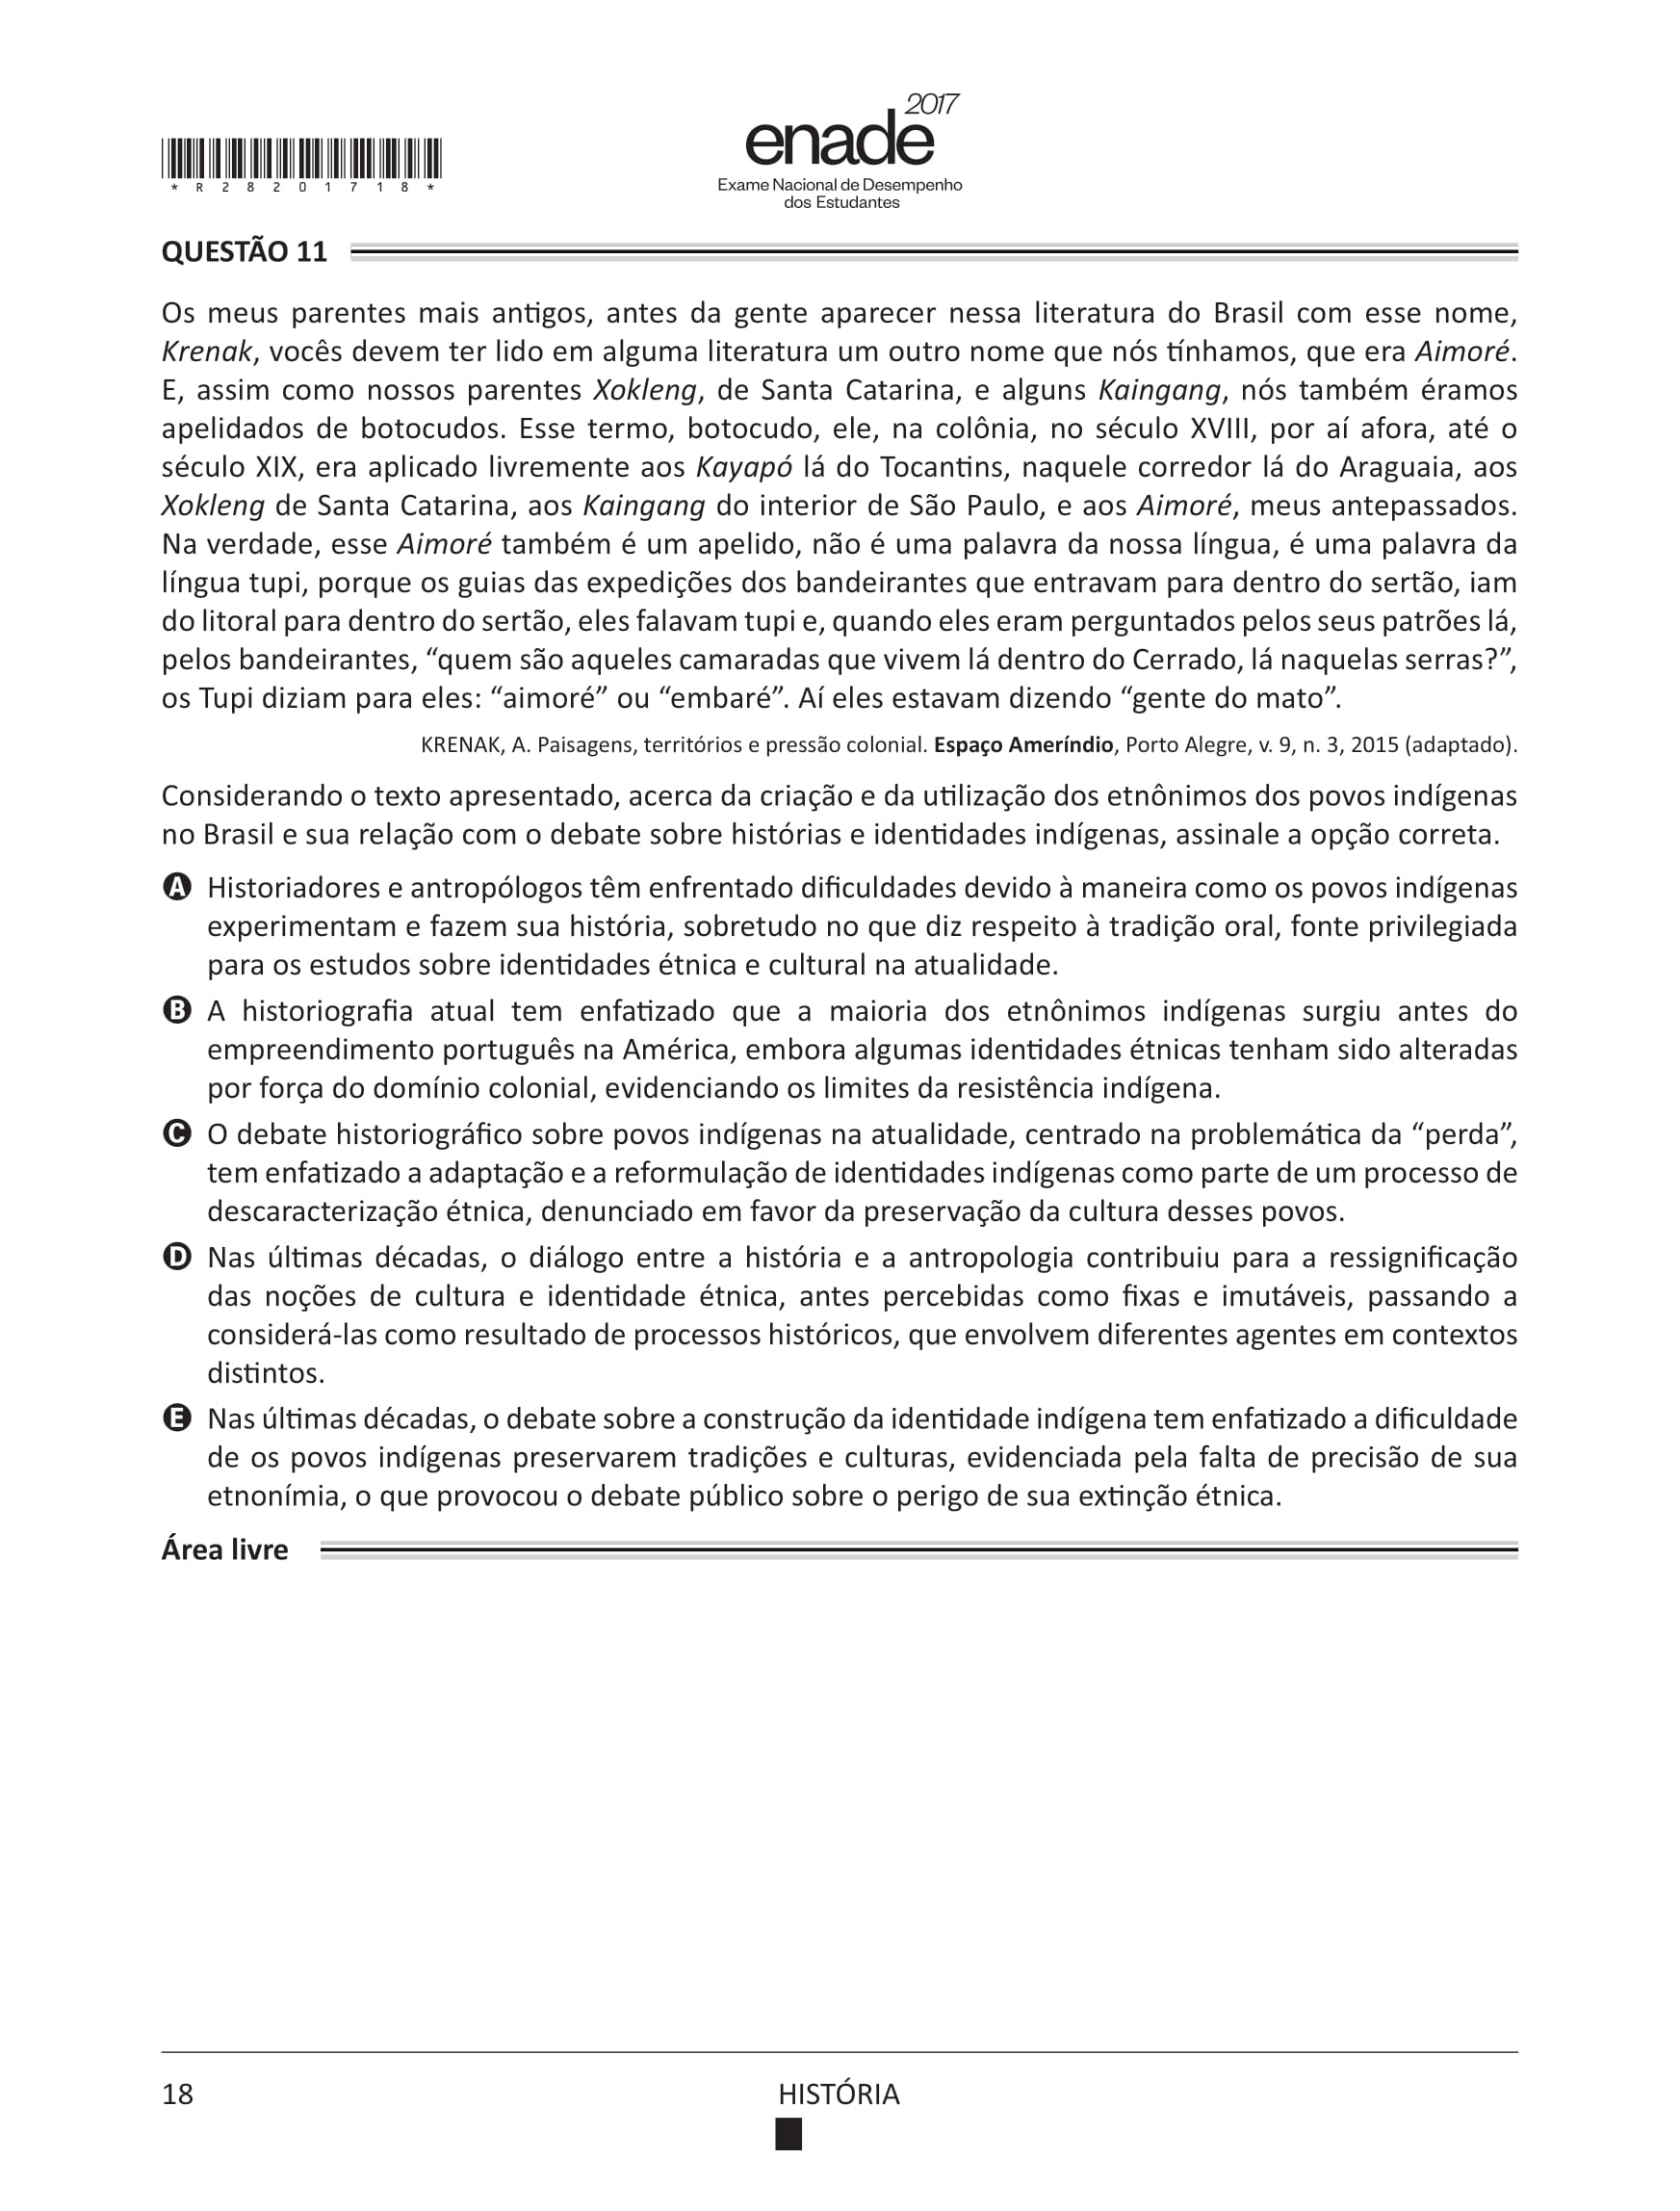 2017
enade
Exame Nacional de Desempenho
dos Estudantes
*R28201718*
QUESTÃO 11
Os meus parentes mais antigos, antes da gente aparecer nessa literatura do Brasil com esse nome,
Krenak, vocês devem ter lido em alguma literatura um outro nome que nós tínhamos, que era Aimoré.
E, assim como nossos parentes Xokleng, de Santa Catarina, e alguns Kaingang, nós também éramos
apelidados de botocudos. Esse termo, botocudo, ele, na colônia, no século XVIII, por aí afora, até o
século XIX, era aplicado livremente aos Kayapó lá do Tocantins, naquele corredor lá do Araguaia, aos
Xokleng de Santa Catarina, aos Kaingang do interior de São Paulo, e aos Aimoré, meus antepassados.
Na verdade, esse Aimoré também é um apelido, não é uma palavra da nossa língua, é uma palavra da
língua tupi, porque os guias das expedições dos bandeirantes que entravam para dentro do sertão, iam
do litoral para dentro do sertão, eles falavam tupi e, quando eles eram perguntados pelos seus patrões lá,
pelos bandeirantes, “quem são aqueles camaradas que vivem lá dentro do Cerrado, lá naquelas serras?”,
os Tupi diziam para eles: “aimoré” ou “embaré”. Aí eles estavam dizendo “gente do mato”.
KRENAK, A. Paisagens, territórios e pressão colonial. Espaço Ameríndio, Porto Alegre, v. 9, n. 3, 2015 (adaptado).
Considerando o texto apresentado, acerca da criação e da utilização dos etnônimos dos povos indígenas
no Brasil e sua relação com o debate sobre histórias e identidades indígenas, assinale a opção correta.
A Historiadores e antropólogos têm enfrentado dificuldades devido à maneira como os povos indígenas
experimentam e fazem sua história, sobretudo no que diz respeito à tradição oral, fonte privilegiada
para os estudos sobre identidades étnica e cultural na atualidade.
B A historiografia atual tem enfatizado que a maioria dos etnônimos indígenas surgiu antes do
empreendimento português na América, embora algumas identidades étnicas tenham sido alteradas
por força do domínio colonial, evidenciando os limites da resistência indígena.
C O debate historiográfico sobre povos indígenas na atualidade, centrado na problemática da “perda”,
tem enfatizado a adaptação e a reformulação de identidades indígenas como parte de um processo de
descaracterização étnica, denunciado em favor da preservação da cultura desses povos.
D Nas últimas décadas, o diálogo entre a história e a antropologia contribuiu para a ressignificação
das noções de cultura e identidade étnica, antes percebidas como fixas e imutáveis, passando a
considerá-las como resultado de processos históricos, que envolvem diferentes agentes em contextos
distintos.
E Nas últimas décadas, o debate sobre a construção da identidade indígena tem enfatizado a dificuldade
de os povos indígenas preservarem tradições e culturas, evidenciada pela falta de precisão de sua
etnonímia, o que provocou o debate público sobre o perigo de sua extinção étnica.
Área livre
18
HISTÓRIA